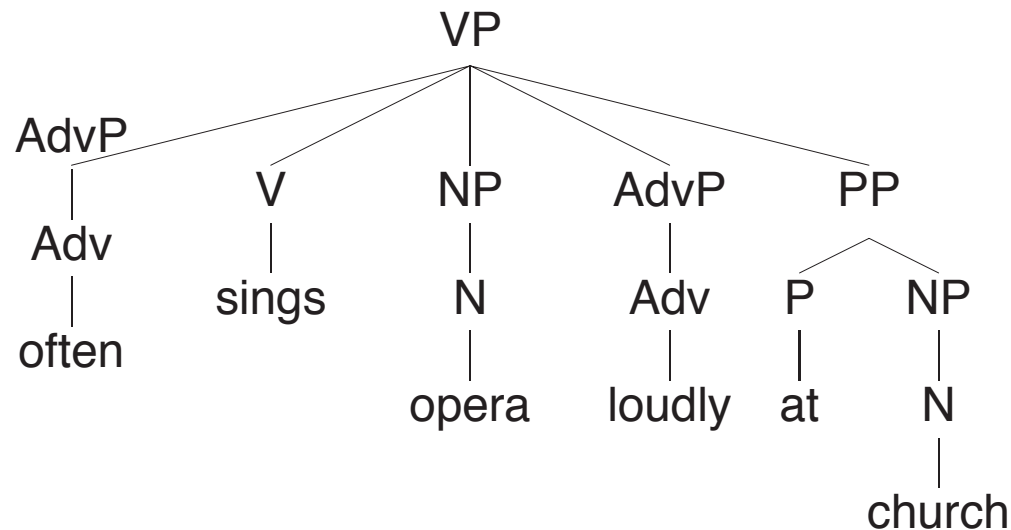 VP
AdvP
V NP AdvP PP
Adv
sings N Adv P NP
often
opera loudly at N
church